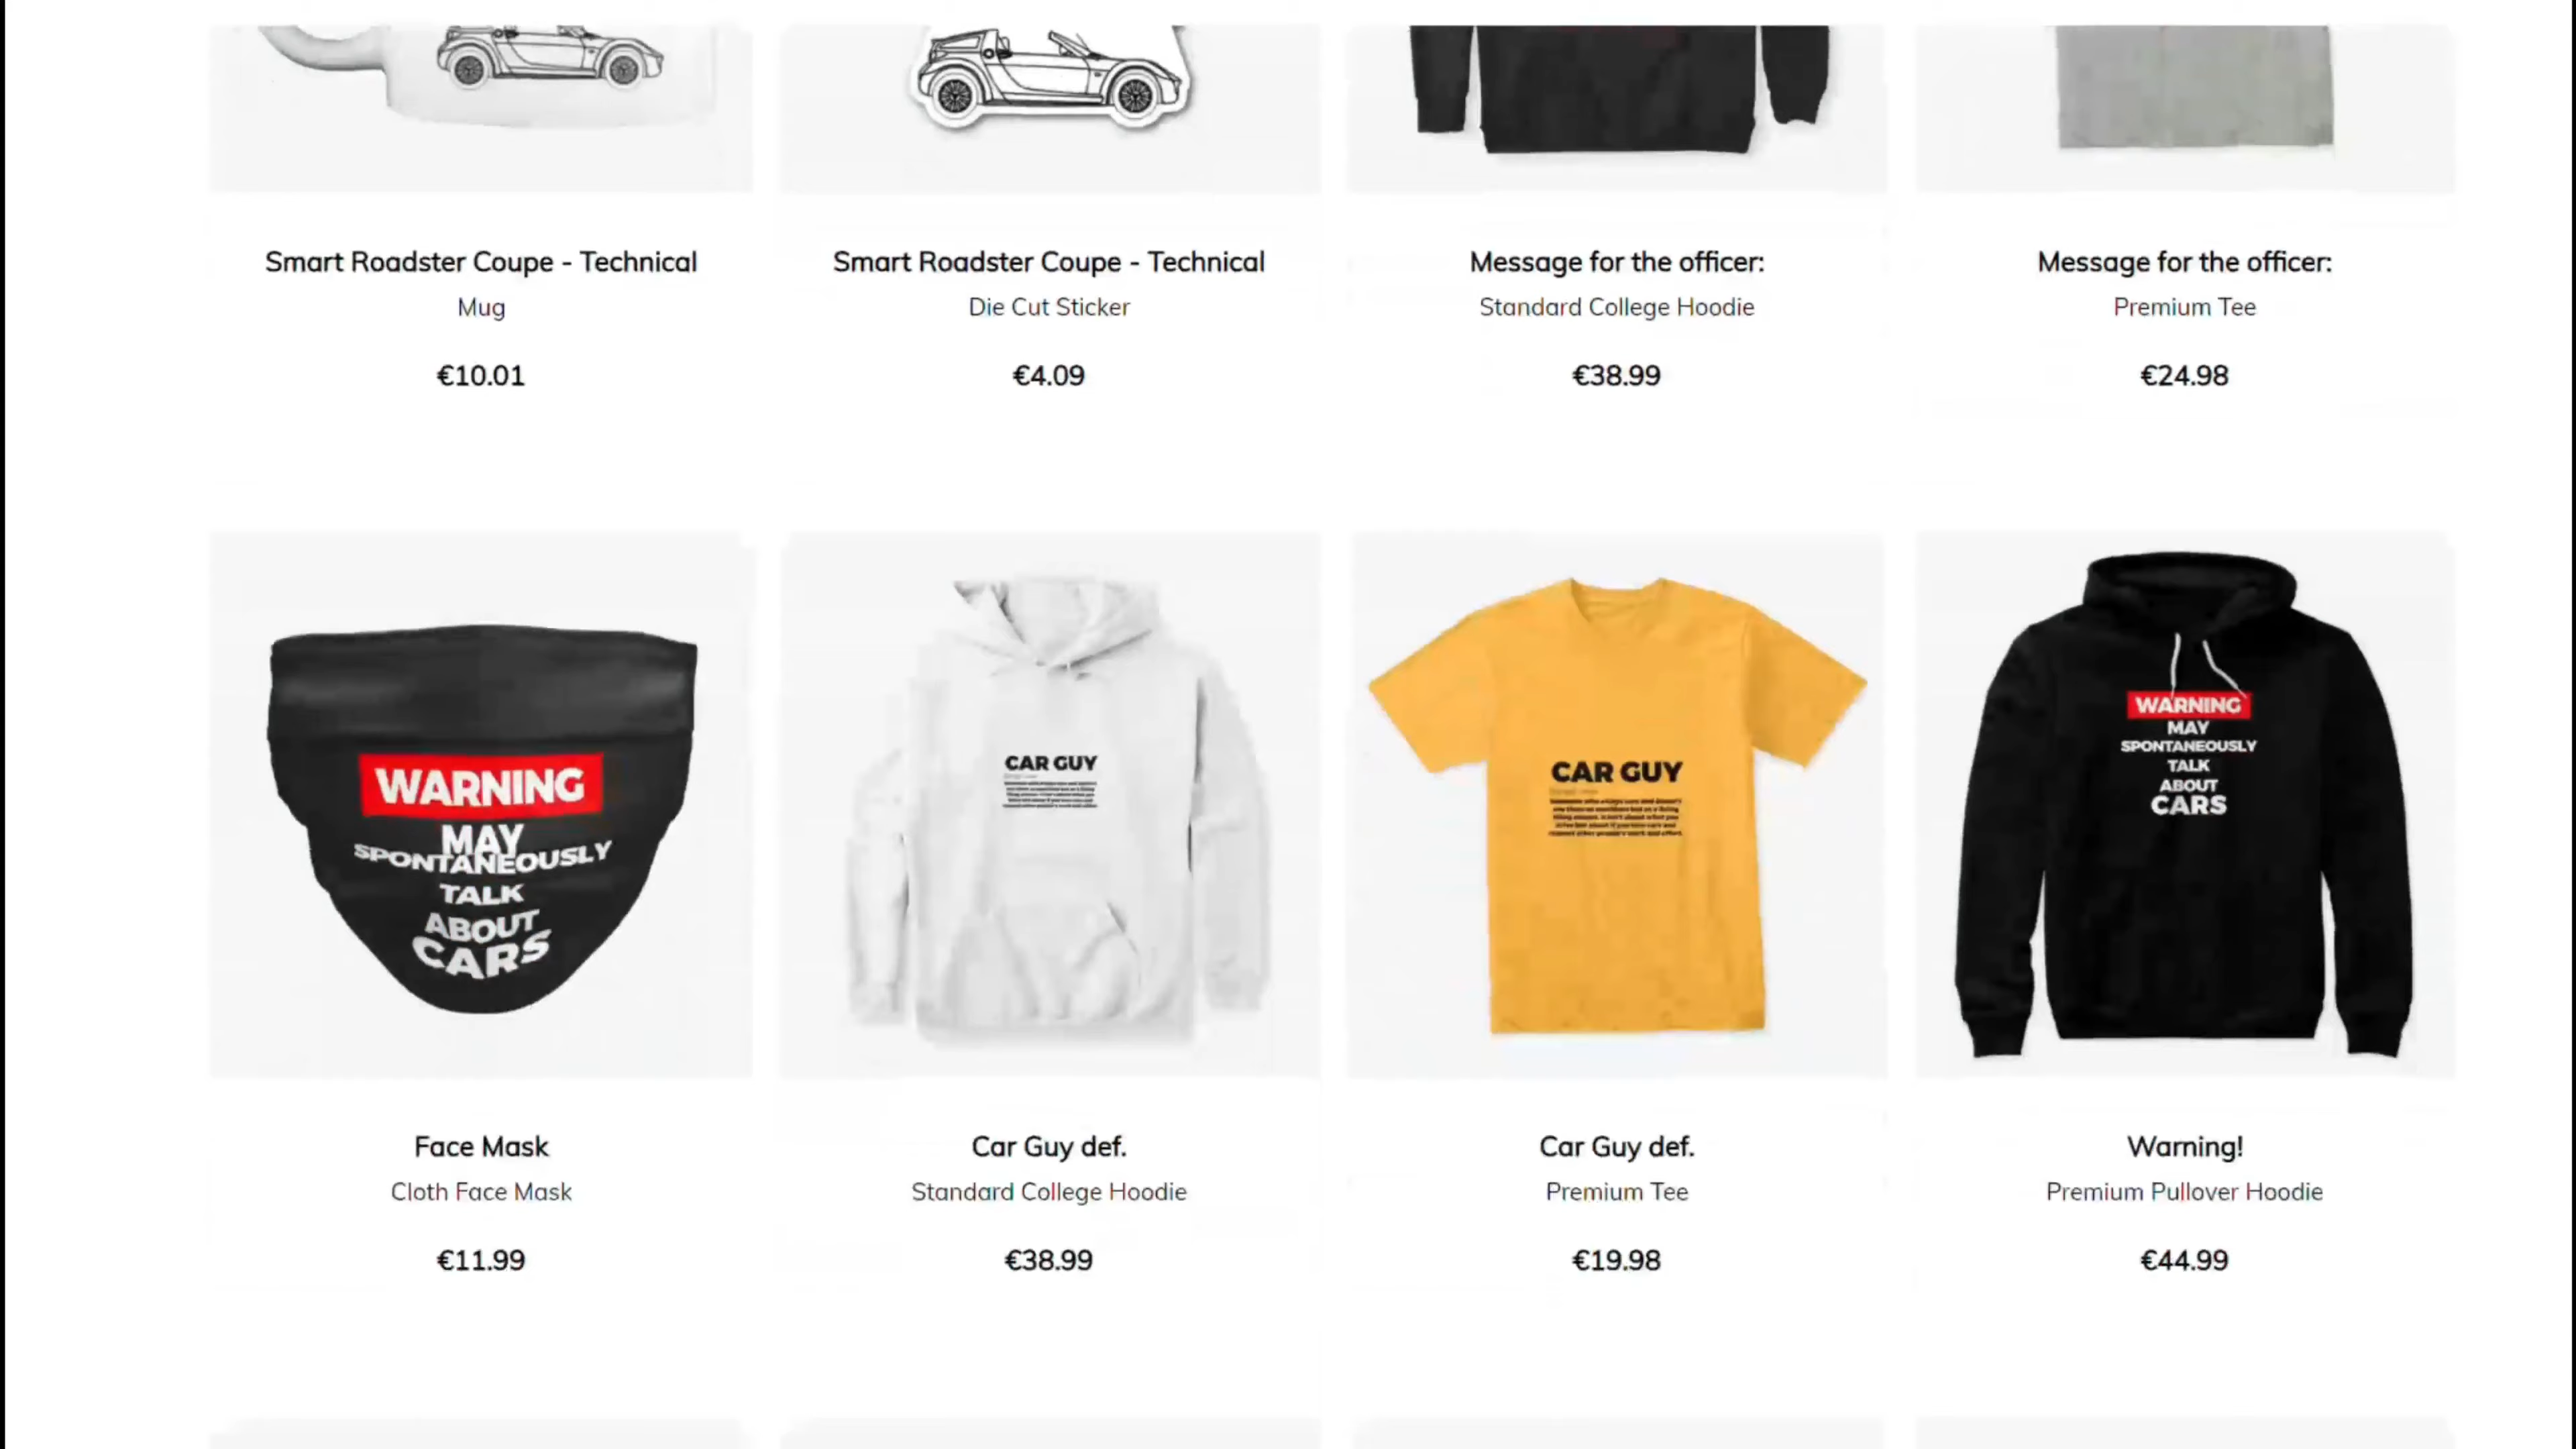 Smart Roadster Coupe - Technical
Mug
€10.01
Smart Roadster Coupe - Technical
Die Cut Sticker
€4.09
Message for the officer:
Standard College Hoodie
€38.99
Message for the officer:
Premium Tee
€24.98
WARNING
MAY
SPONTANEOUSLY
TALK
ABOUT
CARS
Face Mask
Cloth Face Mask
€11.99
CAR GUY
Car Guy def.
Standard College Hoodie
€38.99
CAR GUY
Car Guy def.
Premium Tee
€19.98
WARNING
MAY
SPONTANEOUSLY
TALK
ABOUT
CARS
Warning!
Premium Pullover Hoodie
€44.99